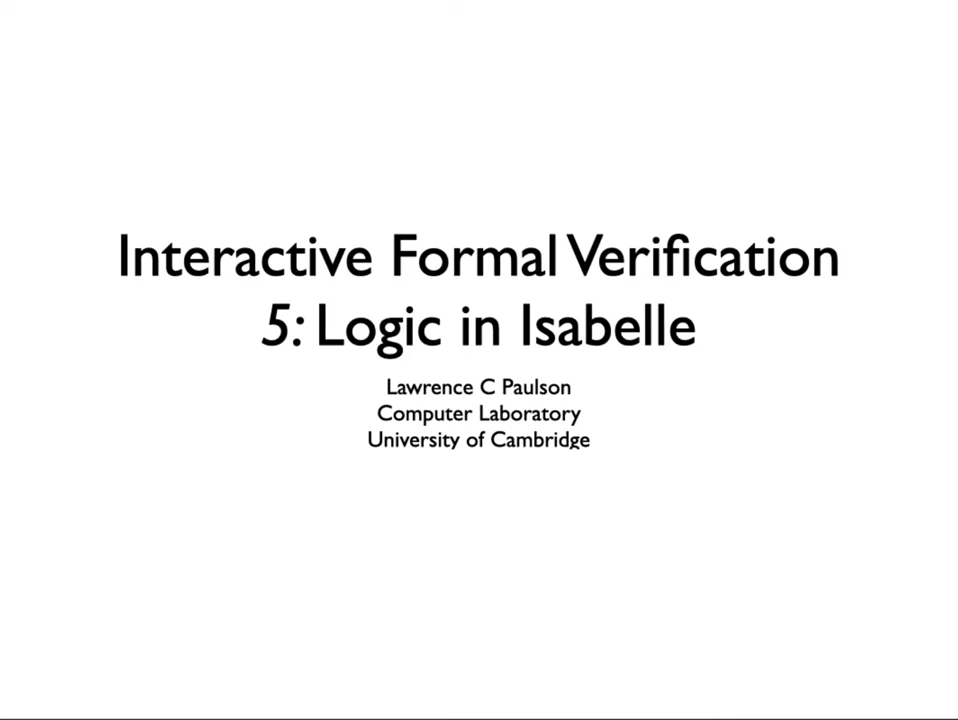 Interactive Formal Verification
5: Logic in Isabelle
Lawrence C Paulson
Computer Laboratory
University of Cambridge